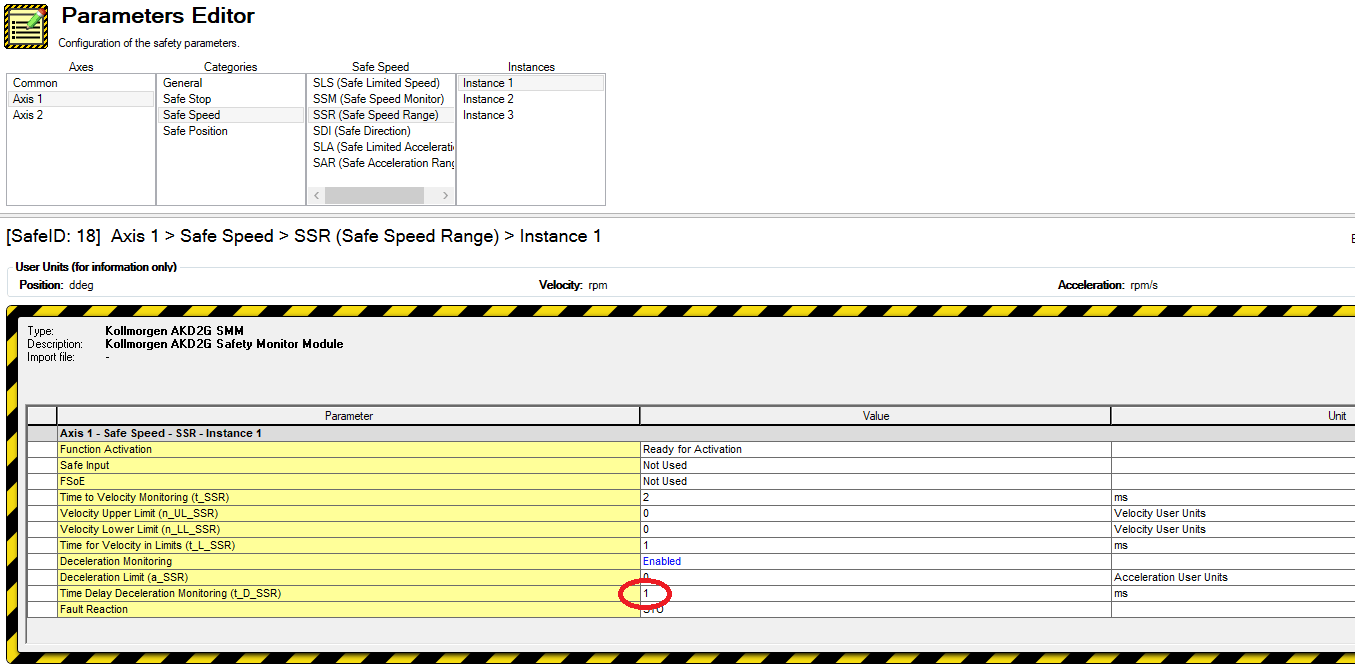 Parameters Editor
Configuration of the safety parameters.
Axes Categories Safe Speed Instances
Common General SLS (Safe Limited Speed) Instance 1
Axis 1 Safe Stop SSM (Safe Speed Monitor) Instance 2
Axis 2 Safe Speed SSR (Safe Speed Range) Instance 3
Safe Position SDI (Safe Direction)
SLA (Safe Limited Accelerati
SAR (Safe Acceleration Rang
[SafeID: 18] Axis 1 > Safe Speed > SSR (Safe Speed Range) > Instance 1
User Units (for information only)
Position: ddeg Velocity: rpm Acceleration: rpm/s
Type: Kollmorgen AKD2G SMM
Description: Kollmorgen AKD2G Safety Monitor Module
Import file: -
Parameter Value Unit
Axis 1 - Safe Speed - SSR - Instance 1
Function Activation Ready for Activation
Safe Input Not Used
FSoE Not Used
Time to Velocity Monitoring (t_SSR) 2 ms
Velocity Upper Limit (n_UL_SSR) 0 Velocity User Units
Velocity Lower Limit (n_LL_SSR) 0 Velocity User Units
Time for Velocity in Limits (t_L_SSR) 1 ms
Deceleration Monitoring Enabled
Deceleration Limit (a_SSR) 0 Acceleration User Units
Time Delay Deceleration Monitoring (t_D_SSR) 1 ms
Fault Reaction STO